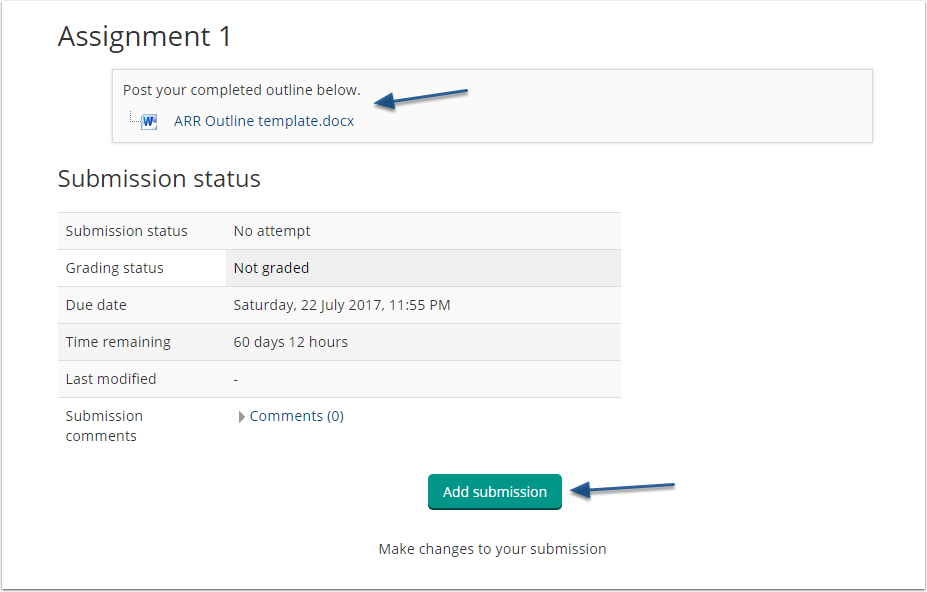 Assignment 1
Post your completed outline below.
W ARR Outline template.docx
Submission status
Submission status No attempt
Grading status Not graded
Due date Saturday, 22 July 2017, 11:55 PM
Time remaining 60 days 12 hours
Last modified -
Submission Comments (0)
comments
Add submission
Make changes to your submission